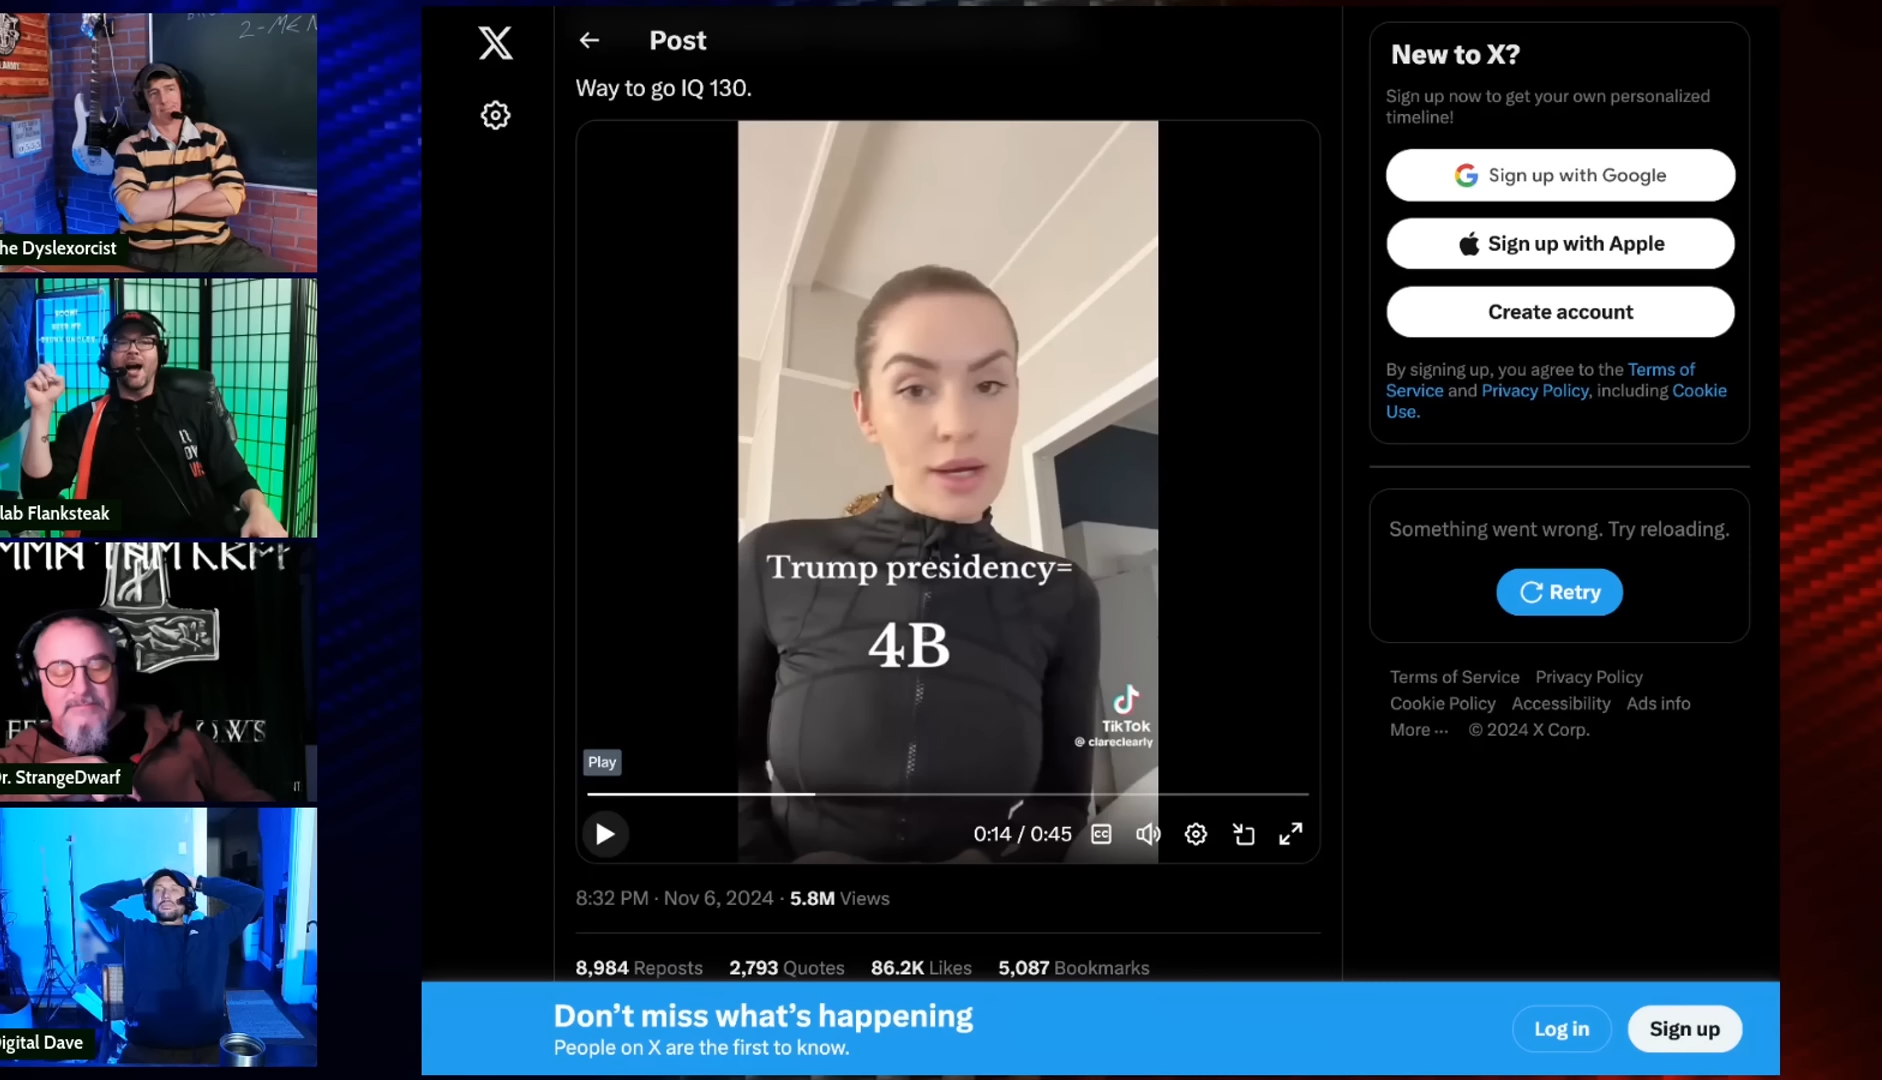 2-MEN
he Dyslexorcist
lab Flanksteak
r. StrangeDwarf
igital Dave
Post
Way to go IQ 130.
Trump presidency=
4B
TikTok
@ clareclearly
Play
0:14 / 0:45
CC
8:32 PM · Nov 6, 2024 · 5.8M Views
8,984 Reposts 2,793 Quotes 86.2K Likes 5,087 Bookmarks
New to X?
Sign up now to get your own personalized
timeline!
Sign up with Google
Sign up with Apple
Create account
By signing up, you agree to the Terms of
Service and Privacy Policy, including Cookie
Use.
Something went wrong. Try reloading.
Retry
Terms of Service Privacy Policy
Cookie Policy Accessibility Ads info
More ··· © 2024 X Corp.
Don’t miss what’s happening
People on X are the first to know.
Log in
Sign up